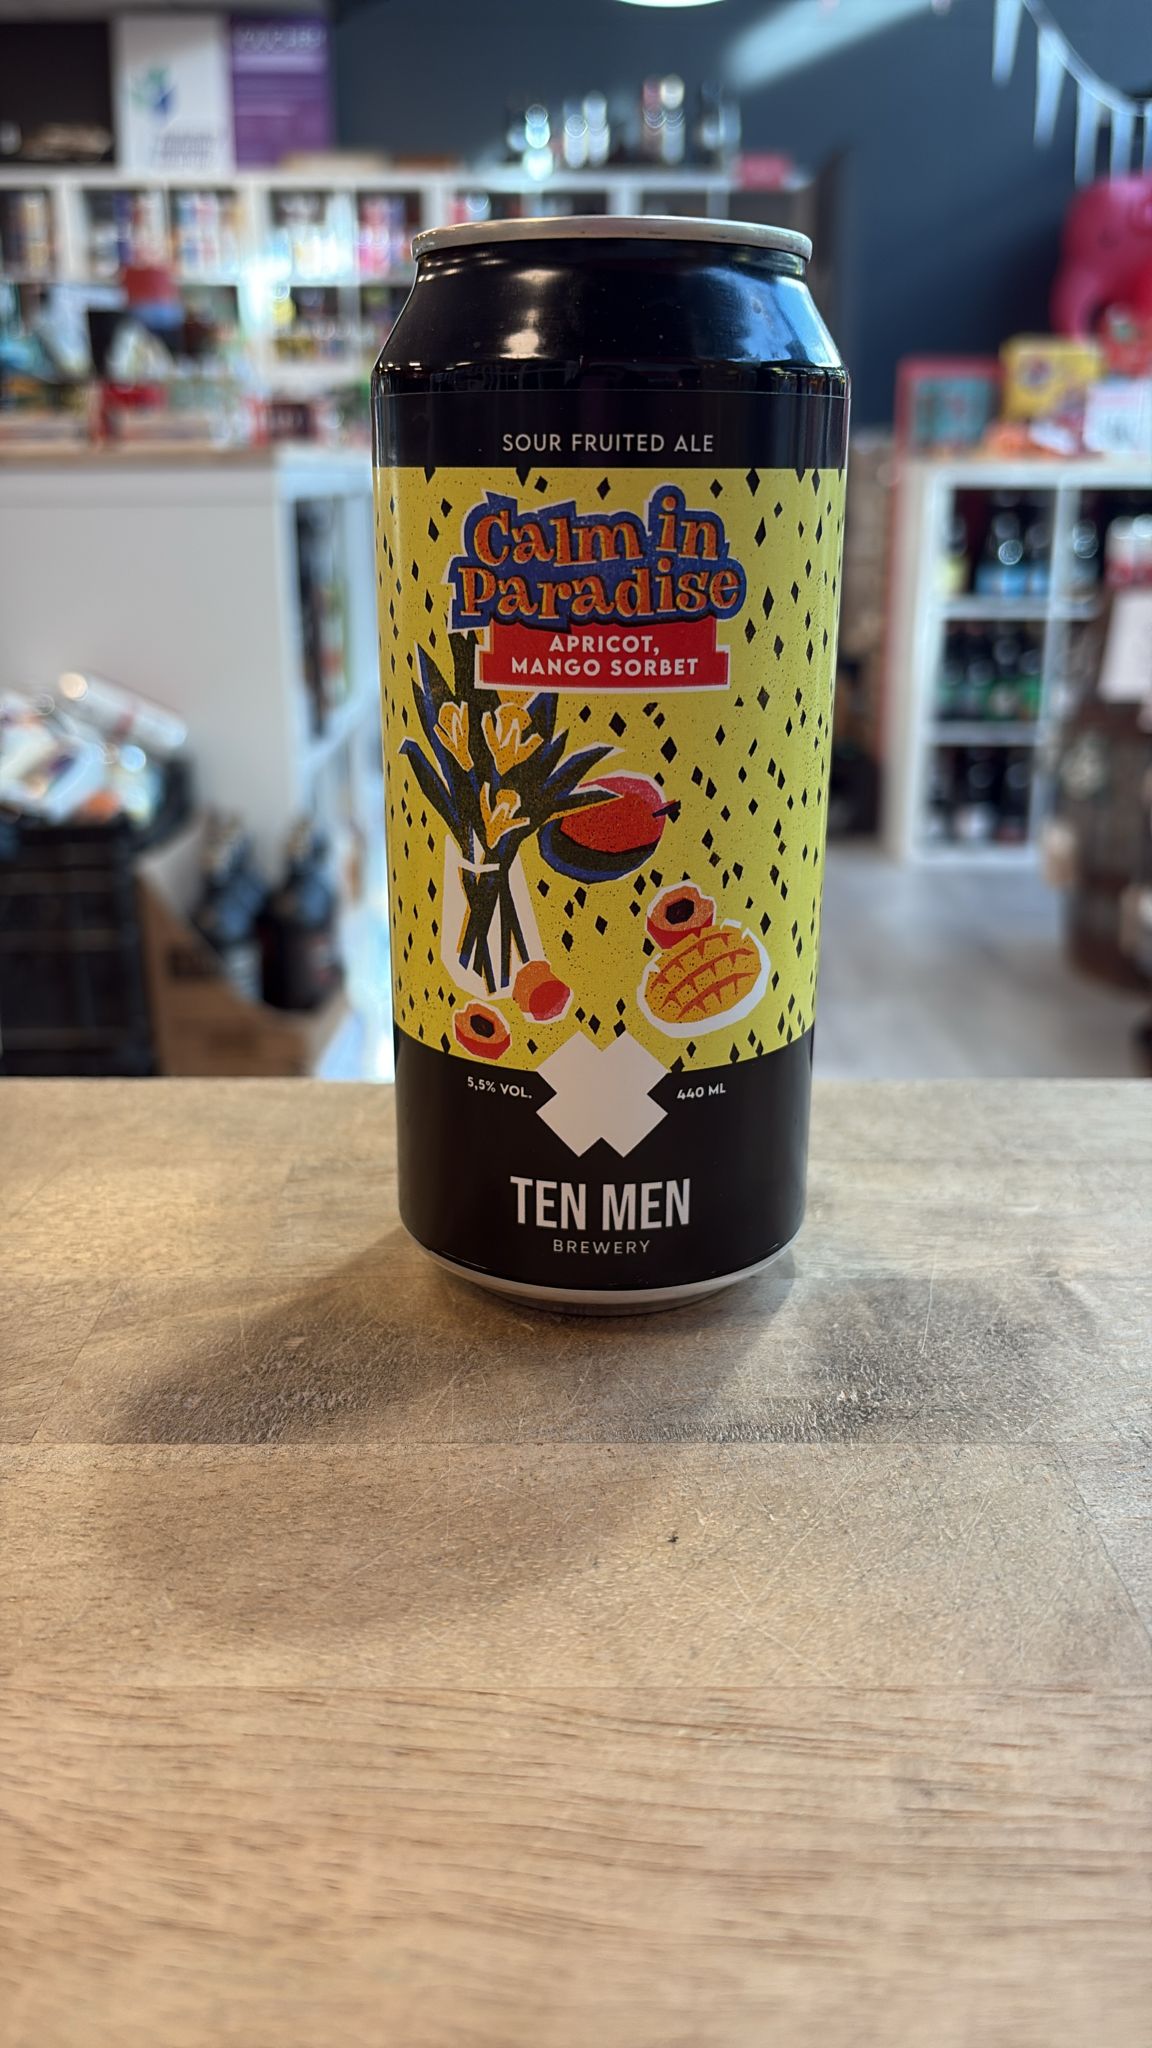 SOUR FRUITED ALE
Calm in
Paradise
APRICOT,
MANGO SORBET
5,5% VOL.
440 ML
TEN MEN
BREWERY